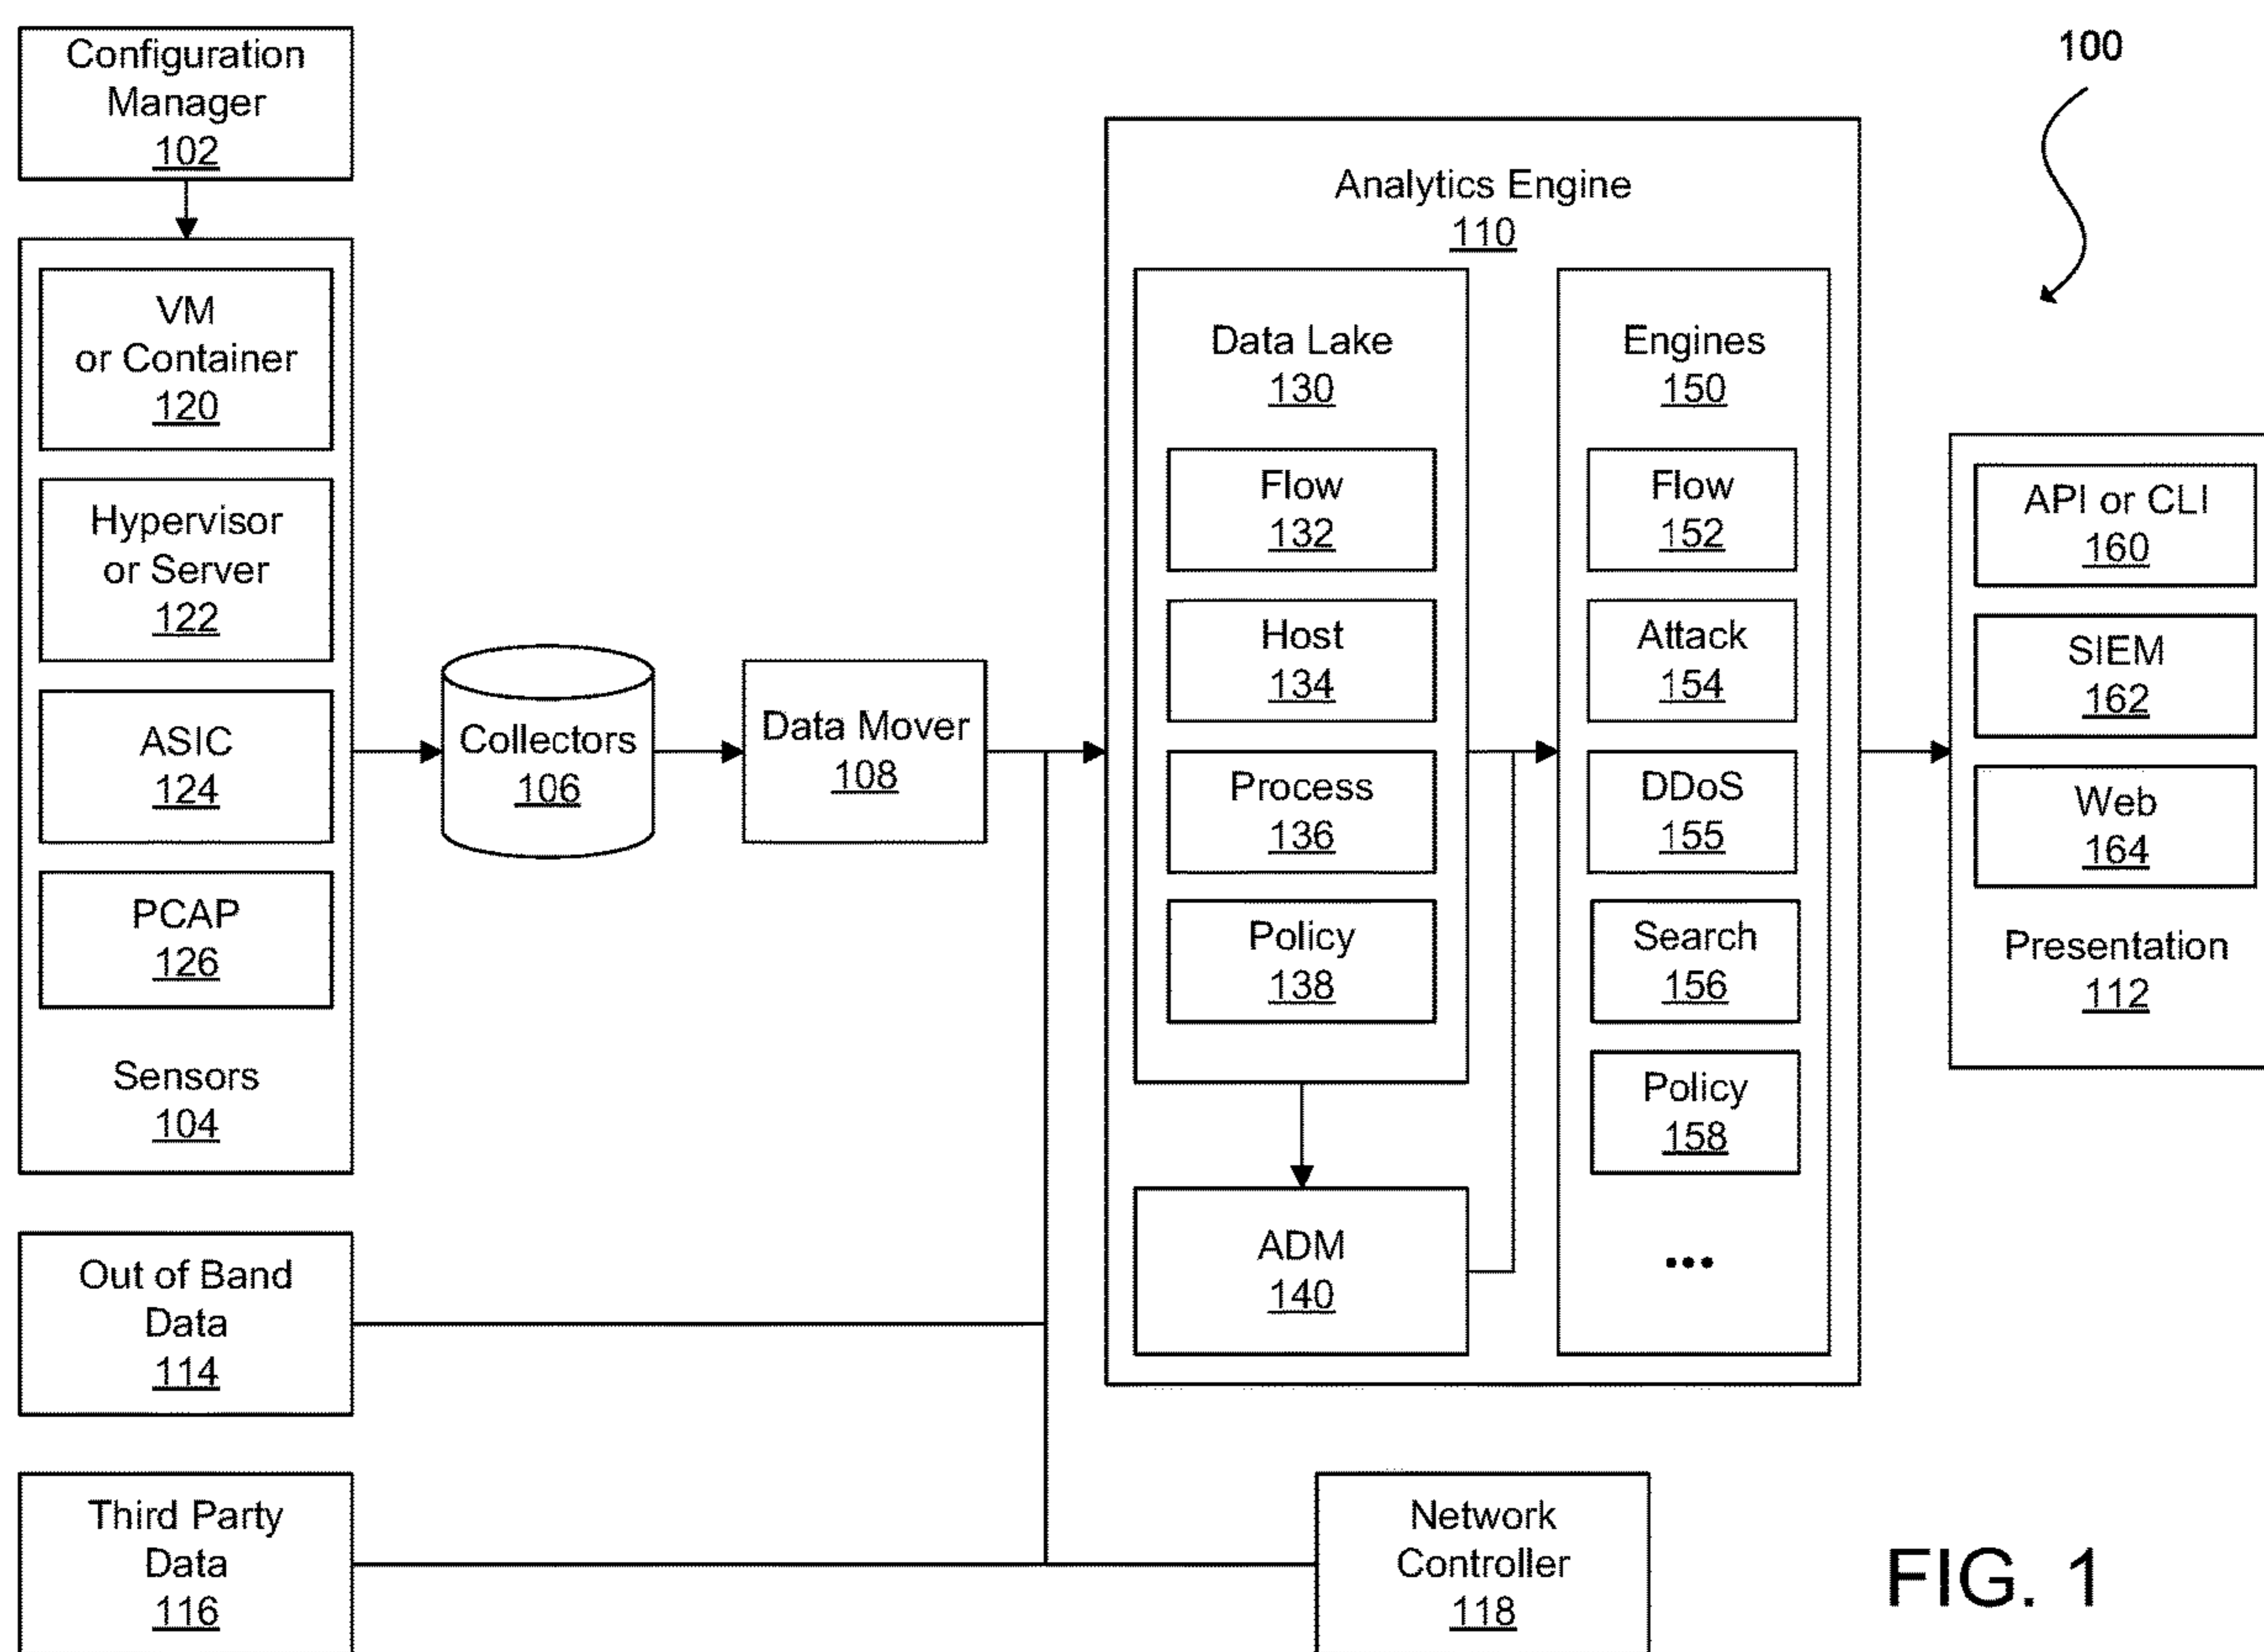 Configuration
Manager
102
VM
or Container
120
Hypervisor
or Server
122
ASIC
124
PCAP
126
Sensors
104
Out of Band
Data
114
Third Party
Data
116
Collectors
106
Data Mover
108
Analytics Engine
110
Data Lake
130
Flow
132
Host
134
Process
136
Policy
138
ADM
140
Engines
150
Flow
152
Attack
154
DDoS
155
Search
156
Policy
158
...
100
API or CLI
160
SIEM
162
Web
164
Presentation
112
Network
Controller
118
FIG. 1